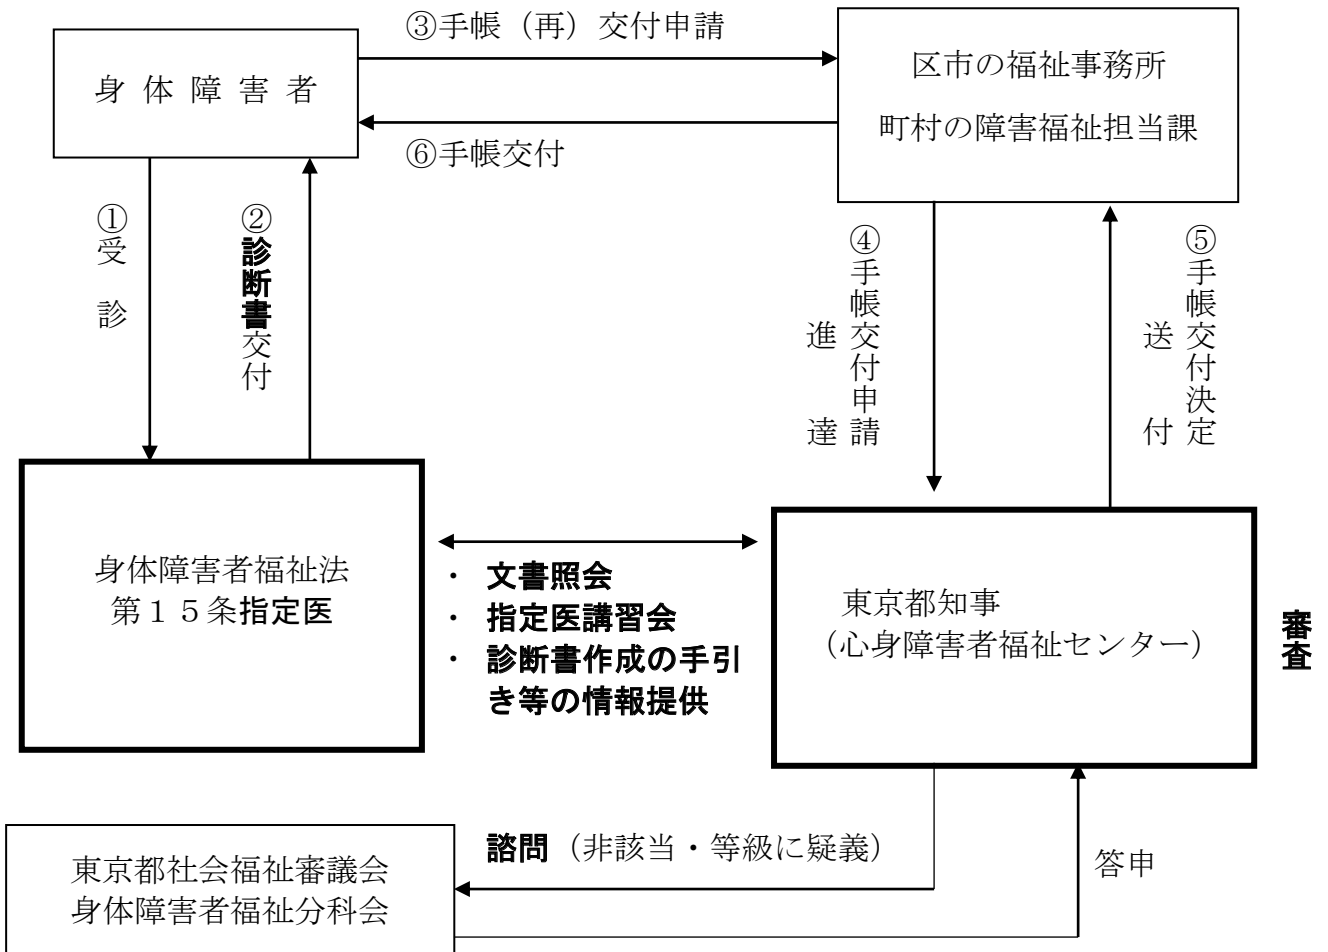 ③手帳（再）交付申請
身体障害者
区市の福祉事務所
町村の障害福祉担当課
⑥手帳交付
①受診
②診断書交付
④手帳交付申請
進達
⑤手帳交付決定
送付
身体障害者福祉法
第１５条指定医
・ 文書照会
・ 指定医講習会
・ 診断書作成の手引
き等の情報提供
東京都知事
（心身障害者福祉センター）
審査
諮問（非該当・等級に疑義）
答申
東京都社会福祉審議会
身体障害者福祉分科会